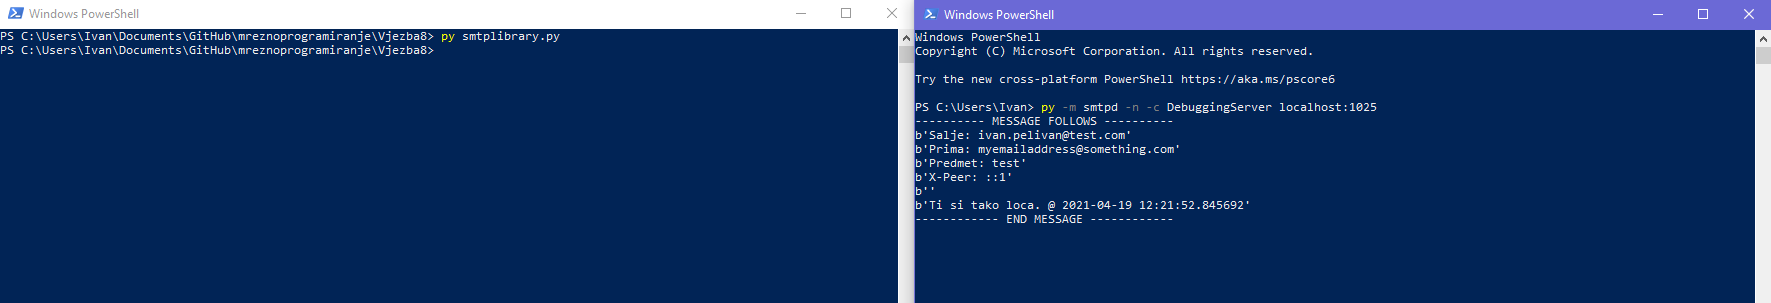 Windows PowerShell
PS C:\Users\Ivan\Documents\GitHub\mreznoprogramiranje\Vjezba8> py smtplibrary.py
PS C:\Users\Ivan\Documents\GitHub\mreznoprogramiranje\Vjezba8>
Windows PowerShell
Windows PowerShell
Copyright (C) Microsoft Corporation. All rights reserved.
Try the new cross-platform PowerShell https://aka.ms/pscore6
PS C:\Users\Ivan> py -m smtpd -n -c DebuggingServer localhost:1025
---------- MESSAGE FOLLOWS ----------
b'Salje: ivan.pelivan@test.com'
b'Prima: myemailaddress@something.com'
b'Predmet: test'
b'X-Peer: ::1'
b''
b'Ti si tako loca. @ 2021-04-19 12:21:52.845692'
------------ END MESSAGE ------------